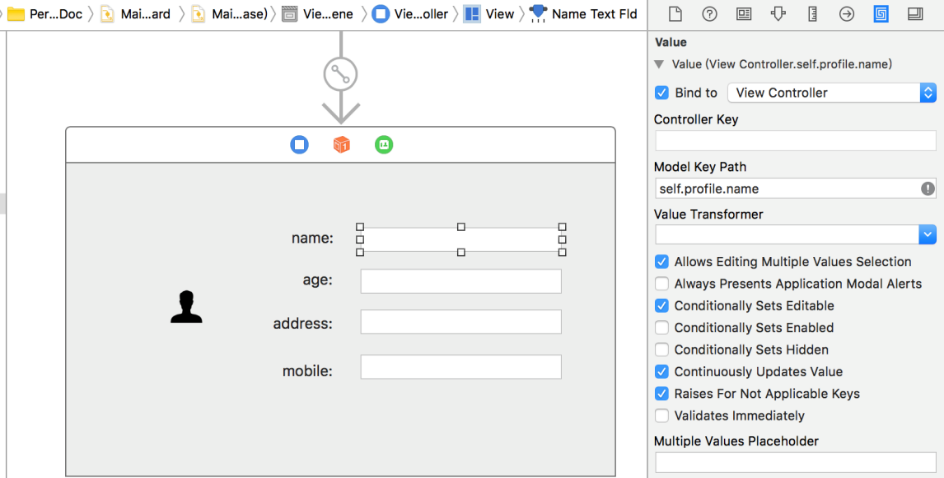 Per...Doc
Mai...ard
Mai...ase)
Vie...ene
Vie...oller
View
Name Text Fld
Value
Value (View Controller.self.profile.name)
Bind to
View Controller
Controller Key
Model Key Path
self.profile.name
Value Transformer
Allows Editing Multiple Values Selection
Always Presents Application Modal Alerts
Conditionally Sets Editable
Conditionally Sets Enabled
Conditionally Sets Hidden
Continuously Updates Value
Raises For Not Applicable Keys
Validates Immediately
Multiple Values Placeholder
name:
age:
address:
mobile: